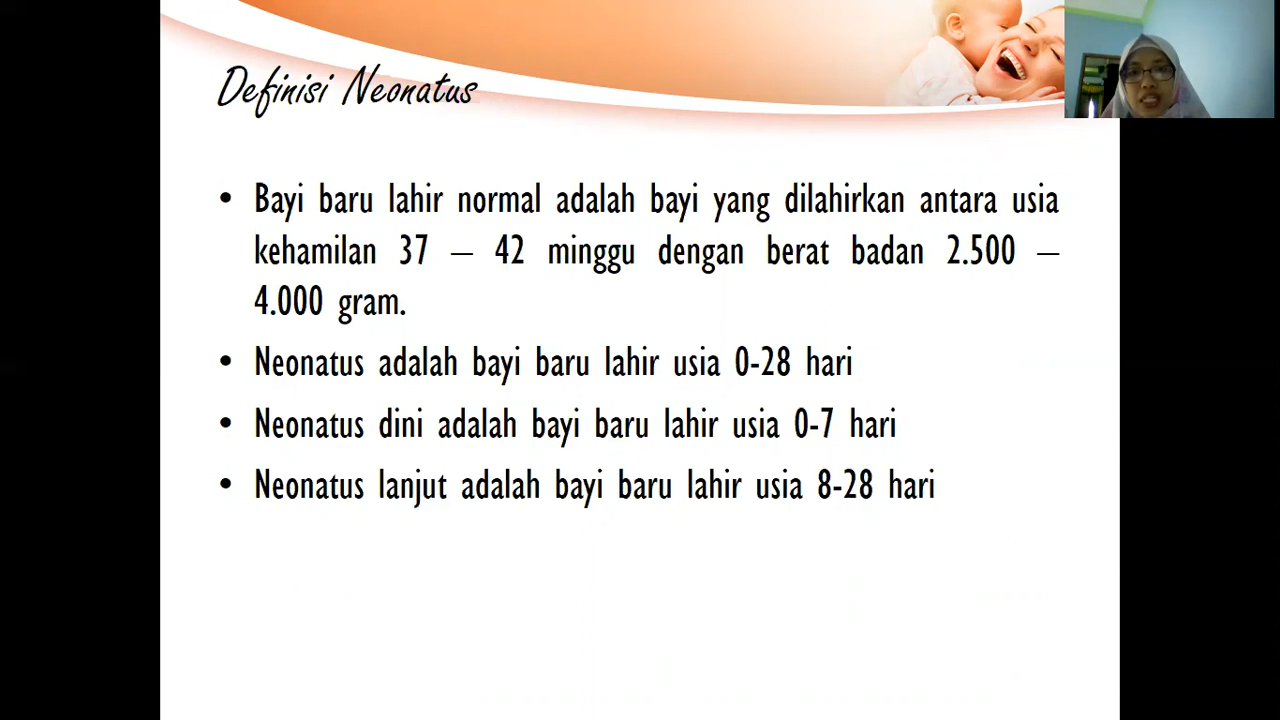 Definisi Neonatus
• Bayi baru lahir normal adalah bayi yang dilahirkan antara usia
kehamilan 37 – 42 minggu dengan berat badan 2.500 –
4.000 gram.
• Neonatus adalah bayi baru lahir usia 0-28 hari
• Neonatus dini adalah bayi baru lahir usia 0-7 hari
• Neonatus lanjut adalah bayi baru lahir usia 8-28 hari